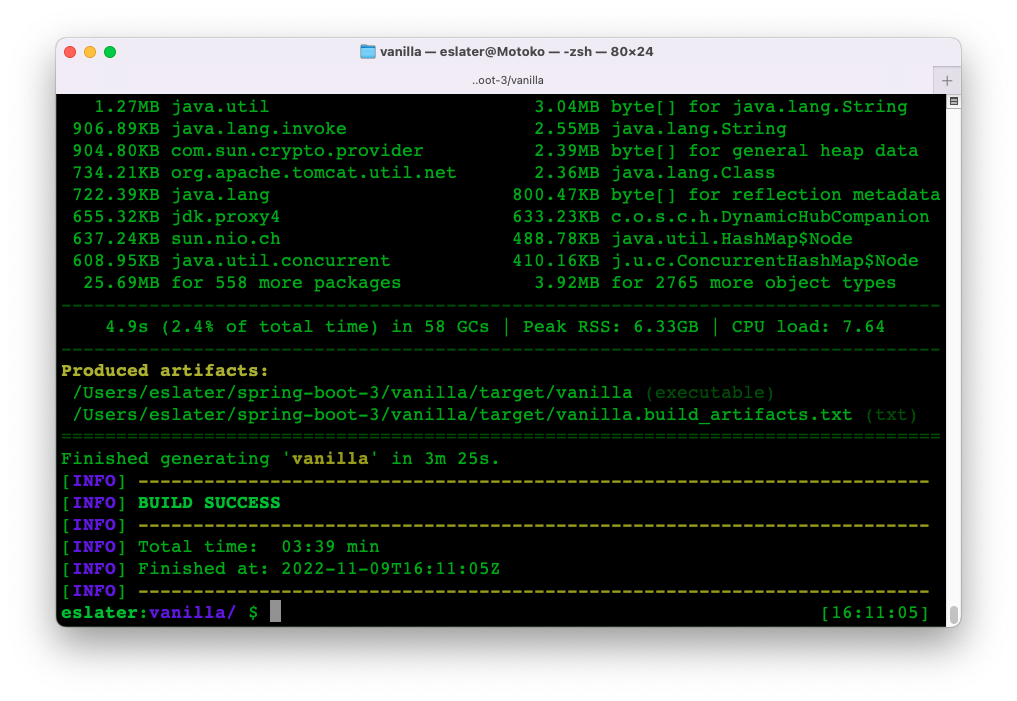 vanilla — eslater@Motoko — -zsh — 80×24
..oot-3/vanilla
+
1.27MB java.util 3.04MB byte[] for java.lang.String
906.89KB java.lang.invoke 2.55MB java.lang.String
904.80KB com.sun.crypto.provider 2.39MB byte[] for general heap data
734.21KB org.apache.tomcat.util.net 2.36MB java.lang.Class
722.39KB java.lang 800.47KB byte[] for reflection metadata
655.32KB jdk.proxy4 633.23KB c.o.s.c.h.DynamicHubCompanion
637.24KB sun.nio.ch 488.78KB java.util.HashMap$Node
608.95KB java.util.concurrent 410.16KB j.u.c.ConcurrentHashMap$Node
25.69MB for 558 more packages 3.92MB for 2765 more object types
--------------------------------------------------------------------------------
4.9s (2.4% of total time) in 58 GCs | Peak RSS: 6.33GB | CPU load: 7.64
--------------------------------------------------------------------------------
Produced artifacts:
/Users/eslater/spring-boot-3/vanilla/target/vanilla (executable)
/Users/eslater/spring-boot-3/vanilla/target/vanilla.build_artifacts.txt (txt)
================================================================================
Finished generating 'vanilla' in 3m 25s.
[INFO] ------------------------------------------------------------------------
[INFO] BUILD SUCCESS
[INFO] ------------------------------------------------------------------------
[INFO] Total time:  03:39 min
[INFO] Finished at: 2022-11-09T16:11:05Z
[INFO] ------------------------------------------------------------------------
eslater:vanilla/ $ [16:11:05]